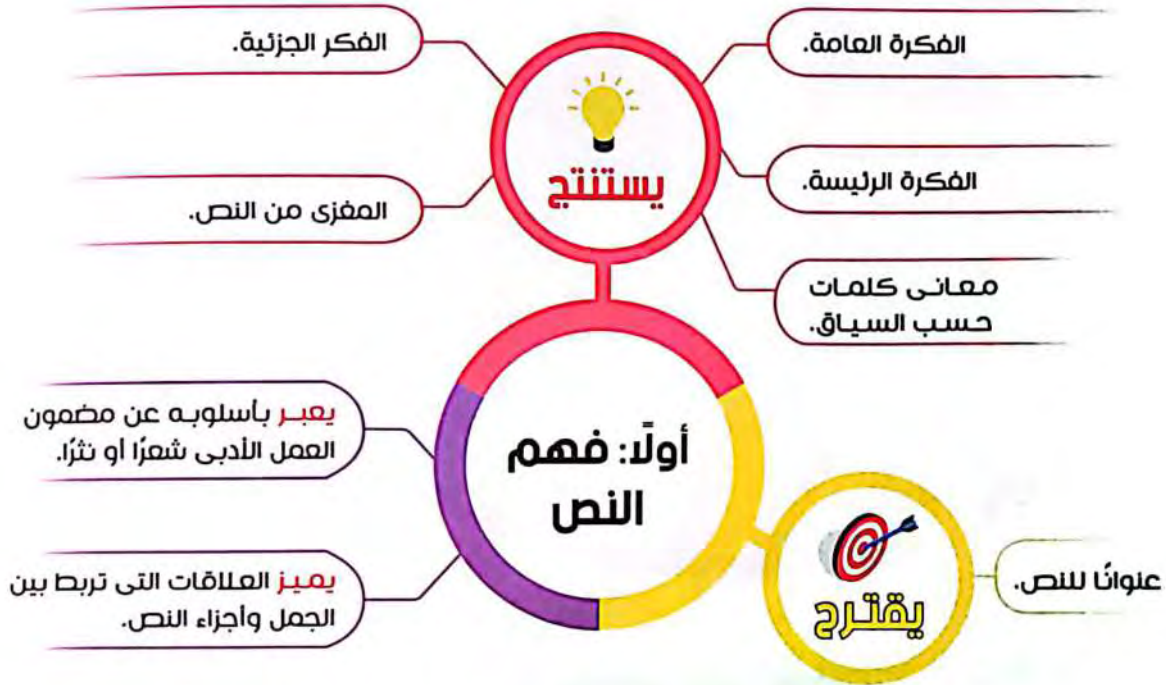 الفكرة العامة.
الفكر الجزئية.
يستنتج
الفكرة الرئيسة.
المغزى من النص.
معانى كلمات
حسب السياق.
أولًا: فهم
النص
يعبر بأسلوبه عن مضمون
العمل الأدبى شعرًا أو نثرًا.
يميز العلاقات التى تربط بين
الجمل وأجزاء النص.
يقترح
عنوانًا للنص.